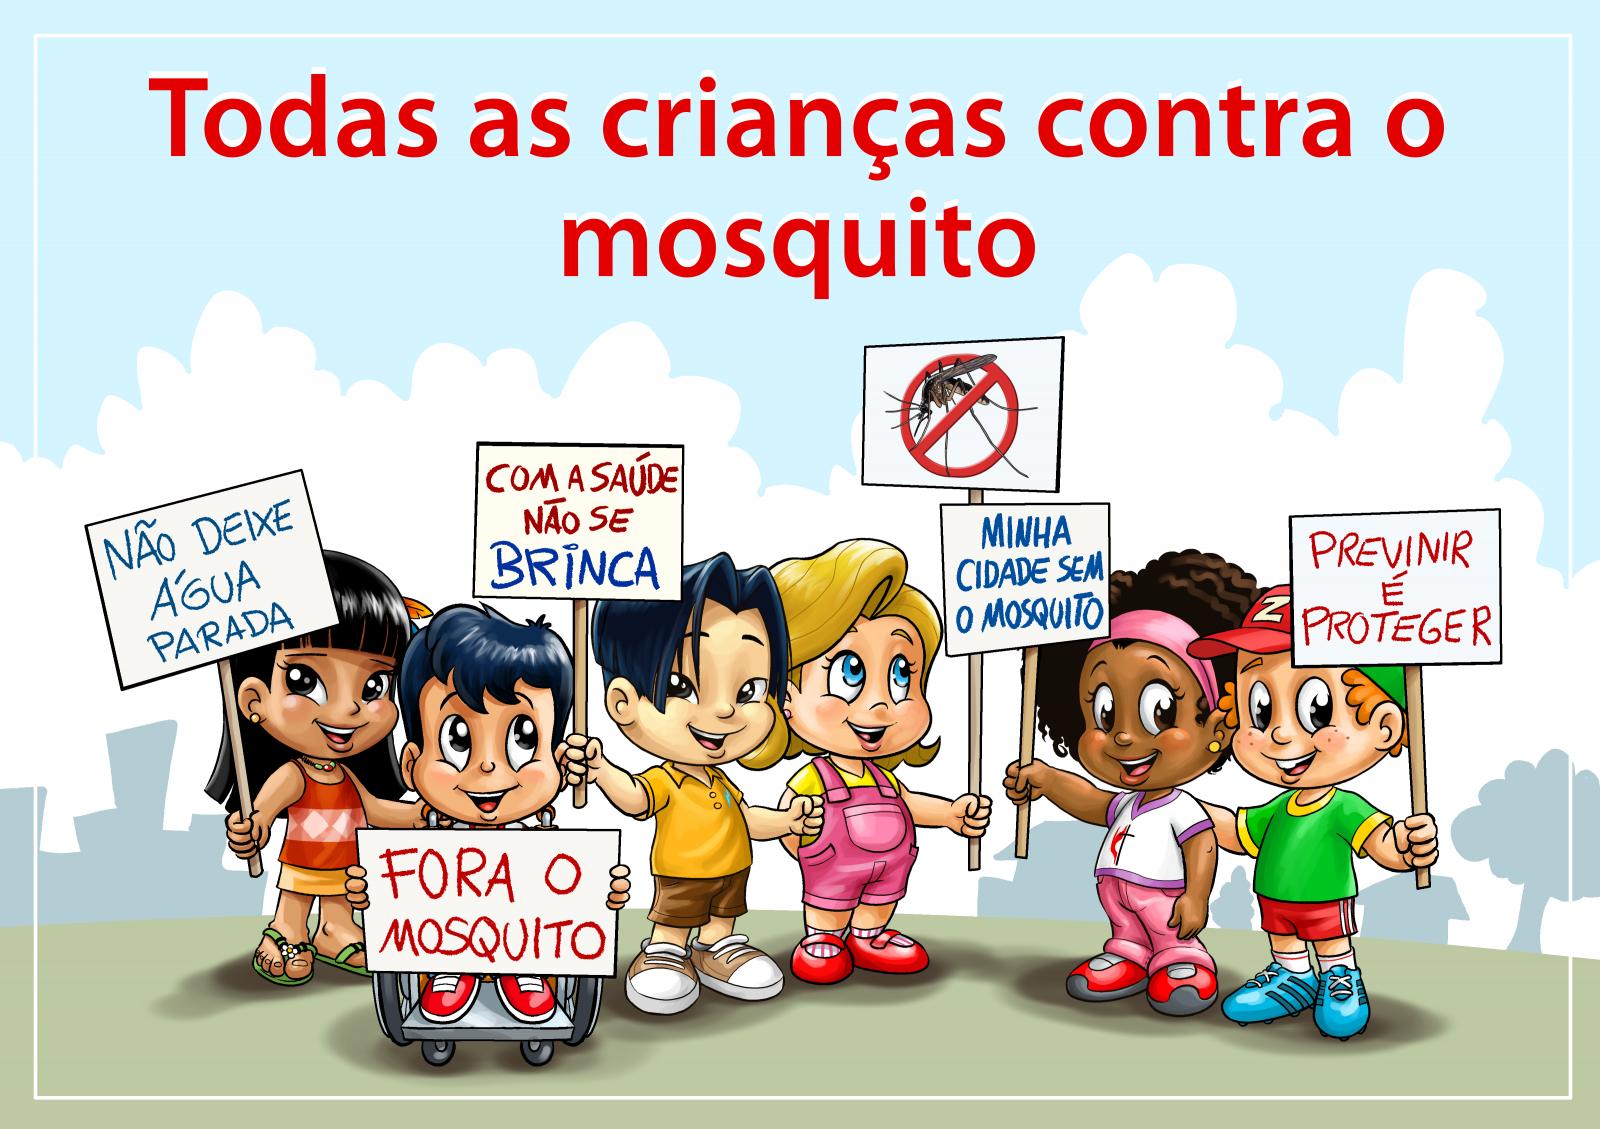 Todas as crianças contra o
mosquito
NÃO DEIXE
ÁGUA
PARADA
COM A SAÚDE
NÃO SE
BRINCA
FORA O
MOSQUITO
MINHA
CIDADE SEM
O MOSQUITO
Z
PREVINIR
É
PROTEGER